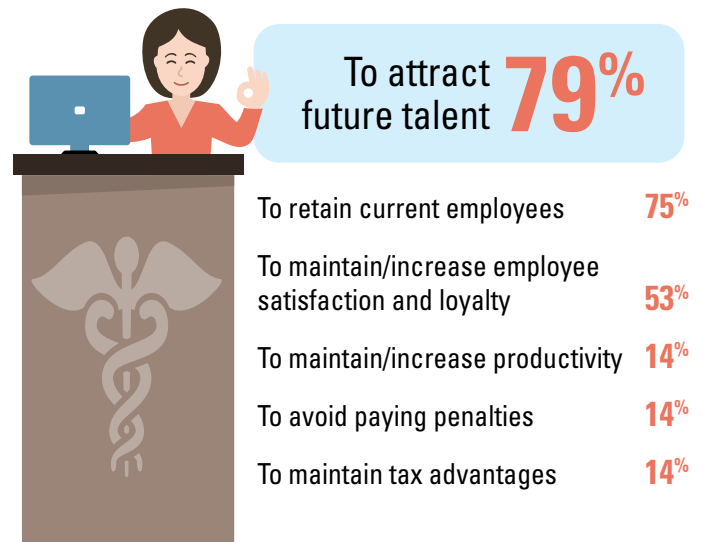 To attract 79%
future talent
To retain current employees 75%
To maintain/increase employee
satisfaction and loyalty 53%
To maintain/increase productivity 14%
To avoid paying penalties 14%
To maintain tax advantages 14%